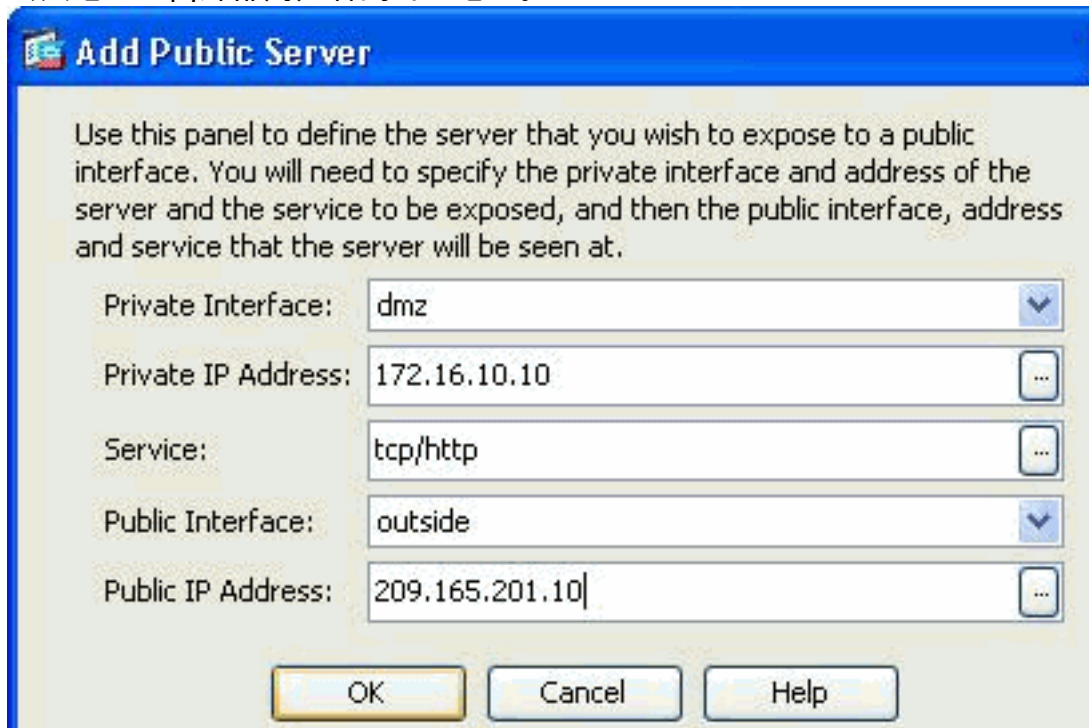 Add Public Server
Use this panel to define the server that you wish to expose to a public
interface. You will need to specify the private interface and address of the
server and the service to be exposed, and then the public interface, address
and service that the server will be seen at.
Private Interface: dmz
Private IP Address: 172.16.10.10 ...
Service: tcp/http ...
Public Interface: outside
Public IP Address: 209.165.201.10 ...
OK Cancel Help